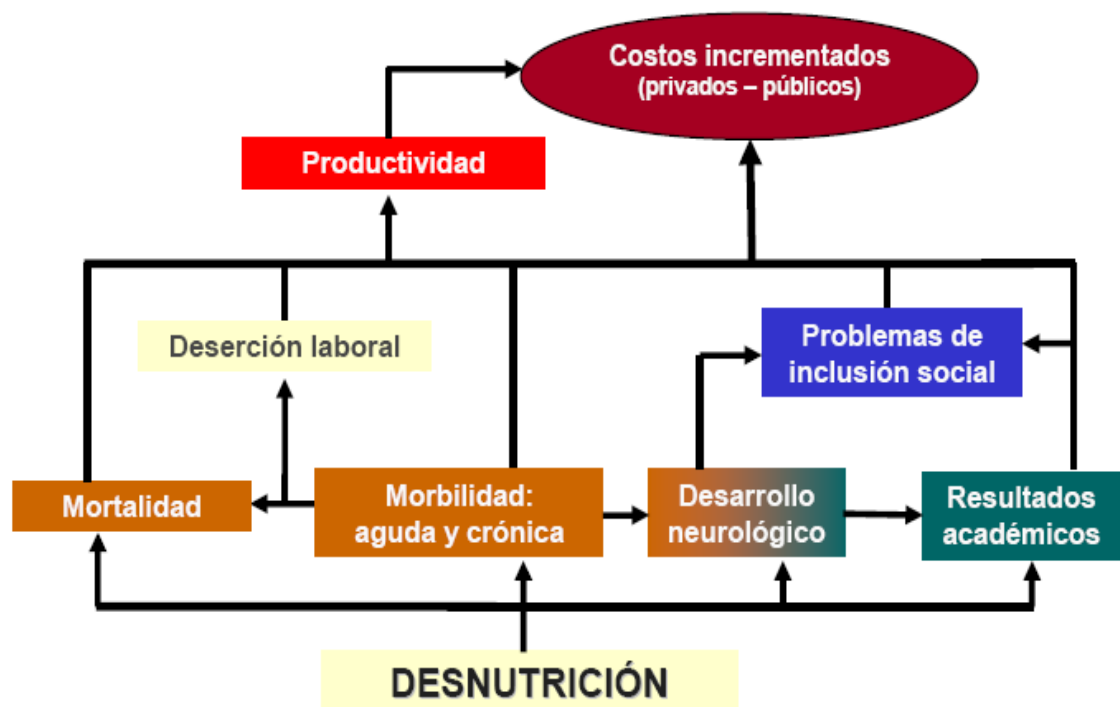 Costos incrementados
(privados – públicos)
Productividad
Deserción laboral
Problemas de
inclusión social
Mortalidad
Morbilidad:
aguda y crónica
Desarrollo
neurológico
Resultados
académicos
DESNUTRICIÓN